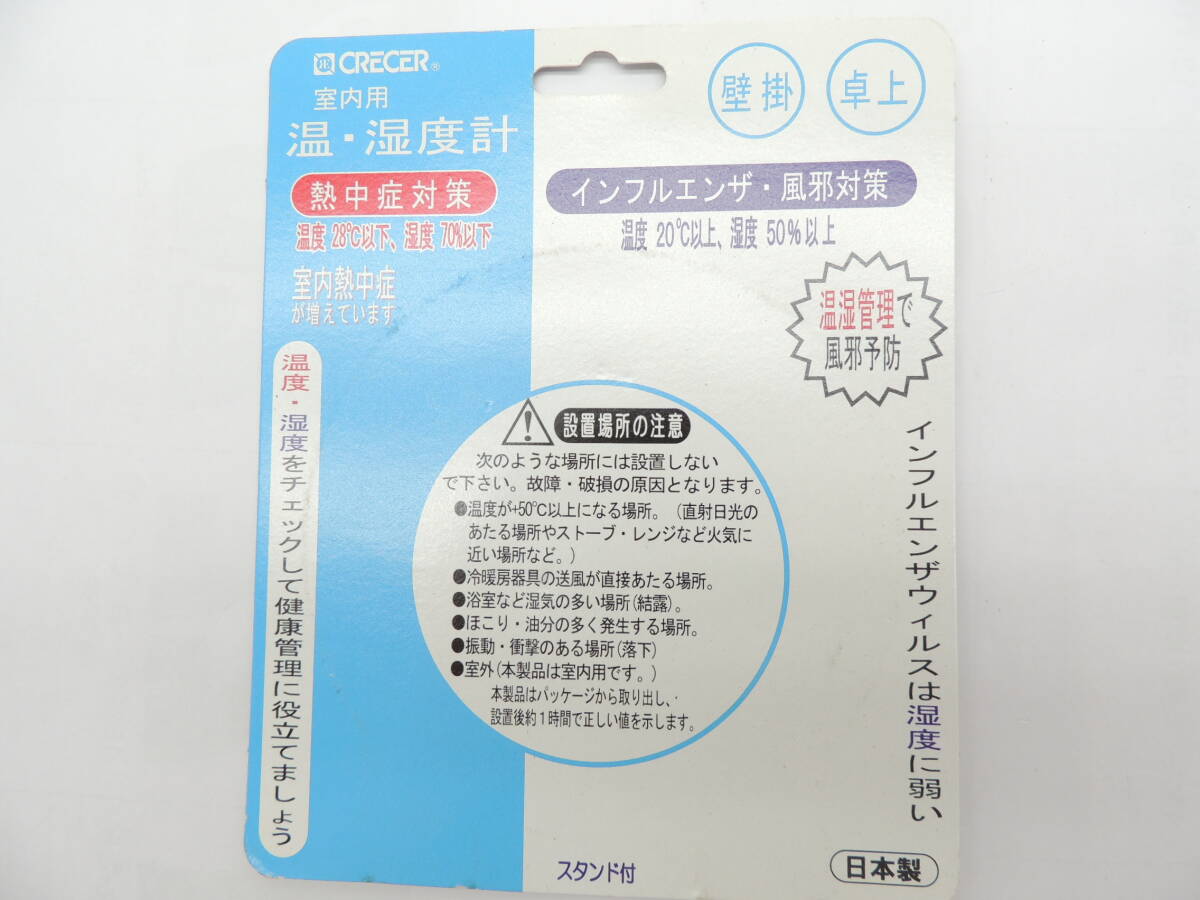 CRECER®
室内用
温・湿度計
壁掛
卓上
熱中症対策
温度 28℃以下、湿度 70%以下
室内熱中症
が増えています
インフルエンザ・風邪対策
温度 20℃以上、湿度 50%以上
温湿管理で
風邪予防
温度・湿度をチェックして健康管理に役立てましょう
設置場所の注意
次のような場所には設置しない
で下さい。故障・破損の原因となります。
●温度が+50℃以上になる場所。(直射日光の
あたる場所やストーブ・レンジなど火気に
近い場所など。)
●冷暖房器具の送風が直接あたる場所。
●浴室など湿気の多い場所(結露)。
●ほこり・油分の多く発生する場所。
●振動・衝撃のある場所(落下)
●室外(本製品は室内用です。)
本製品はパッケージから取り出し、
設置後約1時間で正しい値を示します。
インフルエンザウィルスは湿度に弱い
スタンド付
日本製